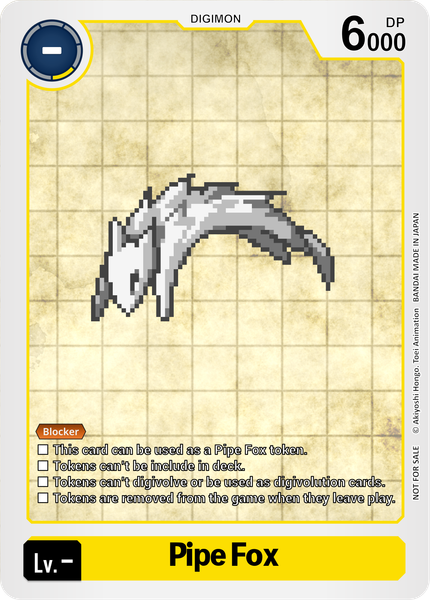 DIGIMON
-
6000
DP
Blocker
☐ This card can be used as a Pipe Fox token.
☐ Tokens can't be include in deck.
☐ Tokens can't digivolve or be used as digivolution cards.
☐ Tokens are removed from the game when they leave play.
NOT FOR SALE © Akiyoshi Hongo. Toei Animation BANDAI MADE IN JAPAN
Lv.-
Pipe Fox